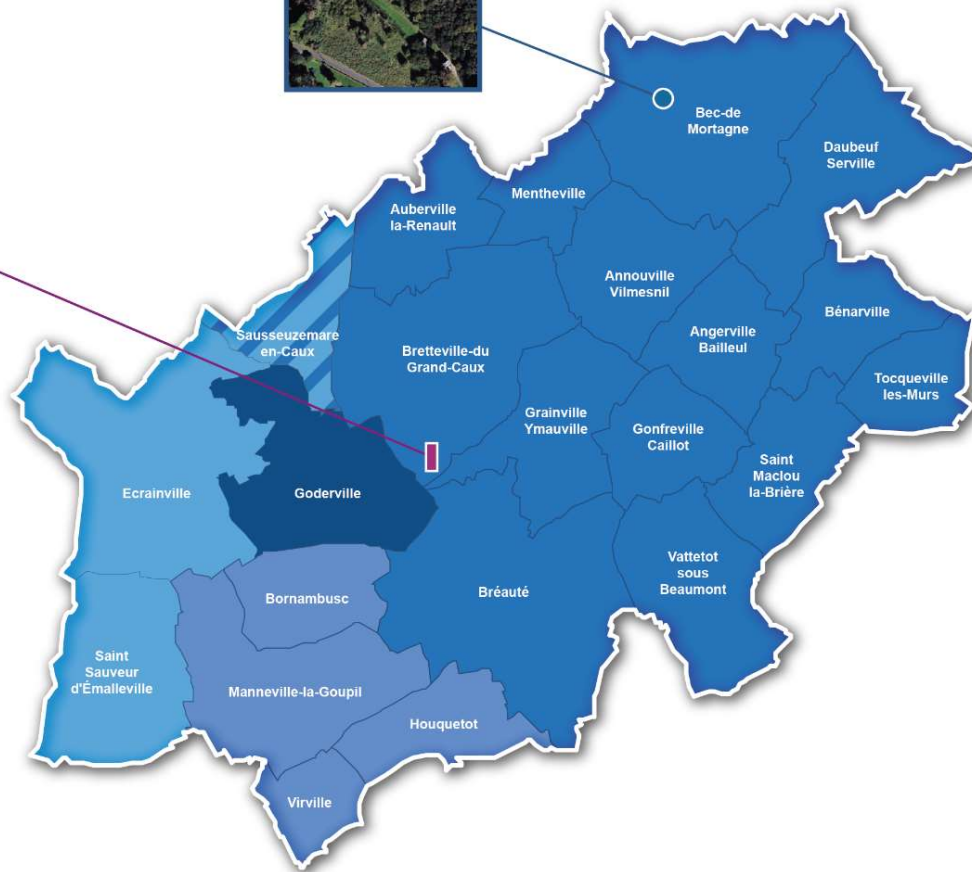 Bec-de
Mortagne
Daubeuf
Serville
Mentheville
Auberville
la-Renault
Annouville
Vilmesnil
Bénarville
Sausseuzemare
en-Caux
Bretteville-du
Grand-Caux
Angerville
Bailleul
Tocqueville
les-Murs
Grainville
Ymauville
Gonfreville
Caillot
Saint
Maclou
la-Brière
Ecrainville
Goderville
Vattetot
sous
Beaumont
Bornambusc
Bréauté
Saint
Sauveur
d'Émalleville
Manneville-la-Goupil
Houquetot
Virville